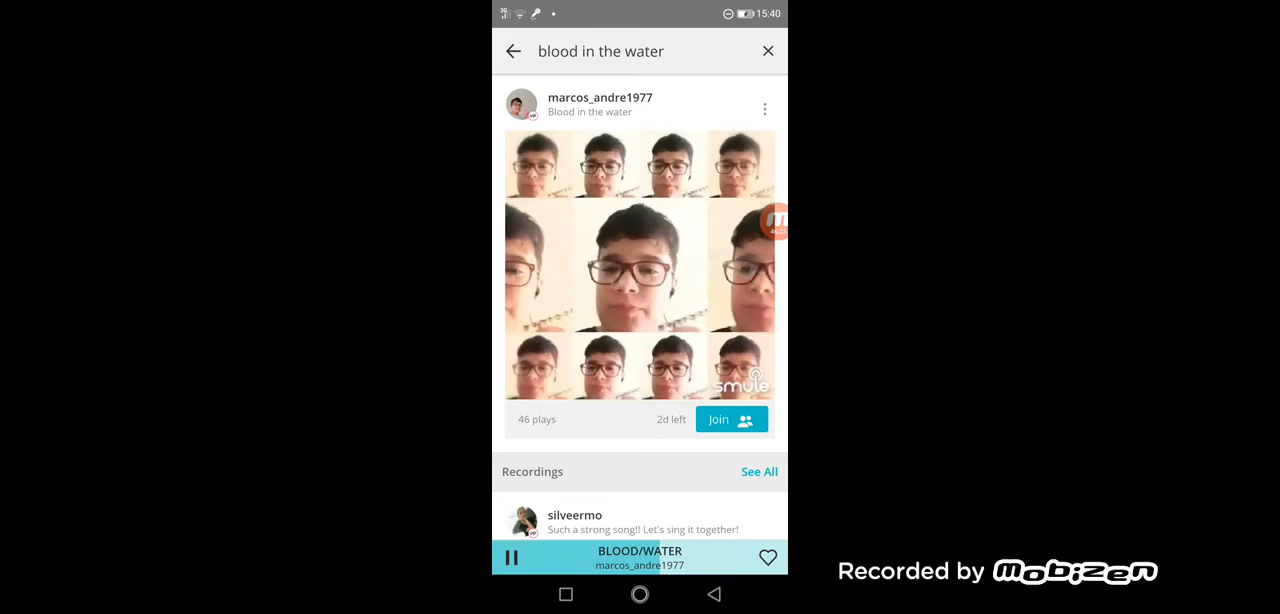 3G
15:40
blood in the water
marcos_andre1977
Blood in the water
smule
46 plays
2d left
Join
Recordings
See All
silveermo
Such a strong song!! Let's sing it together!
BLOOD/WATER
marcos_andre1977
Recorded by mobizen